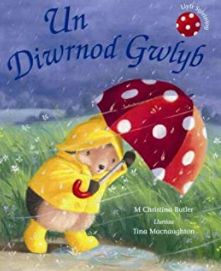 Un
Diwrnod Gwlyb
M Christina Butler
Lluniau
Tina Macnaughton